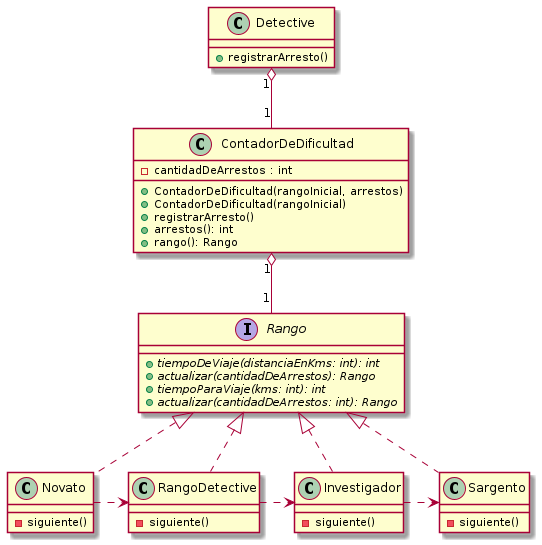 C Detective
registrarArresto()
1
1
C ContadorDeDificultad
cantidadDeArrestos : int
ContadorDeDificultad(rangoInicial, arrestos)
ContadorDeDificultad(rangoInicial)
registrarArresto()
arrestos(): int
rango(): Rango
1
1
I Rango
tiempoDeViaje(distanciaEnKms: int): int
actualizar(cantidadDeArrestos): Rango
tiempoParaViaje(kms: int): int
actualizar(cantidadDeArrestos: int): Rango
C Novato
siguiente()
C RangoDetective
siguiente()
C Investigador
siguiente()
C Sargento
siguiente()